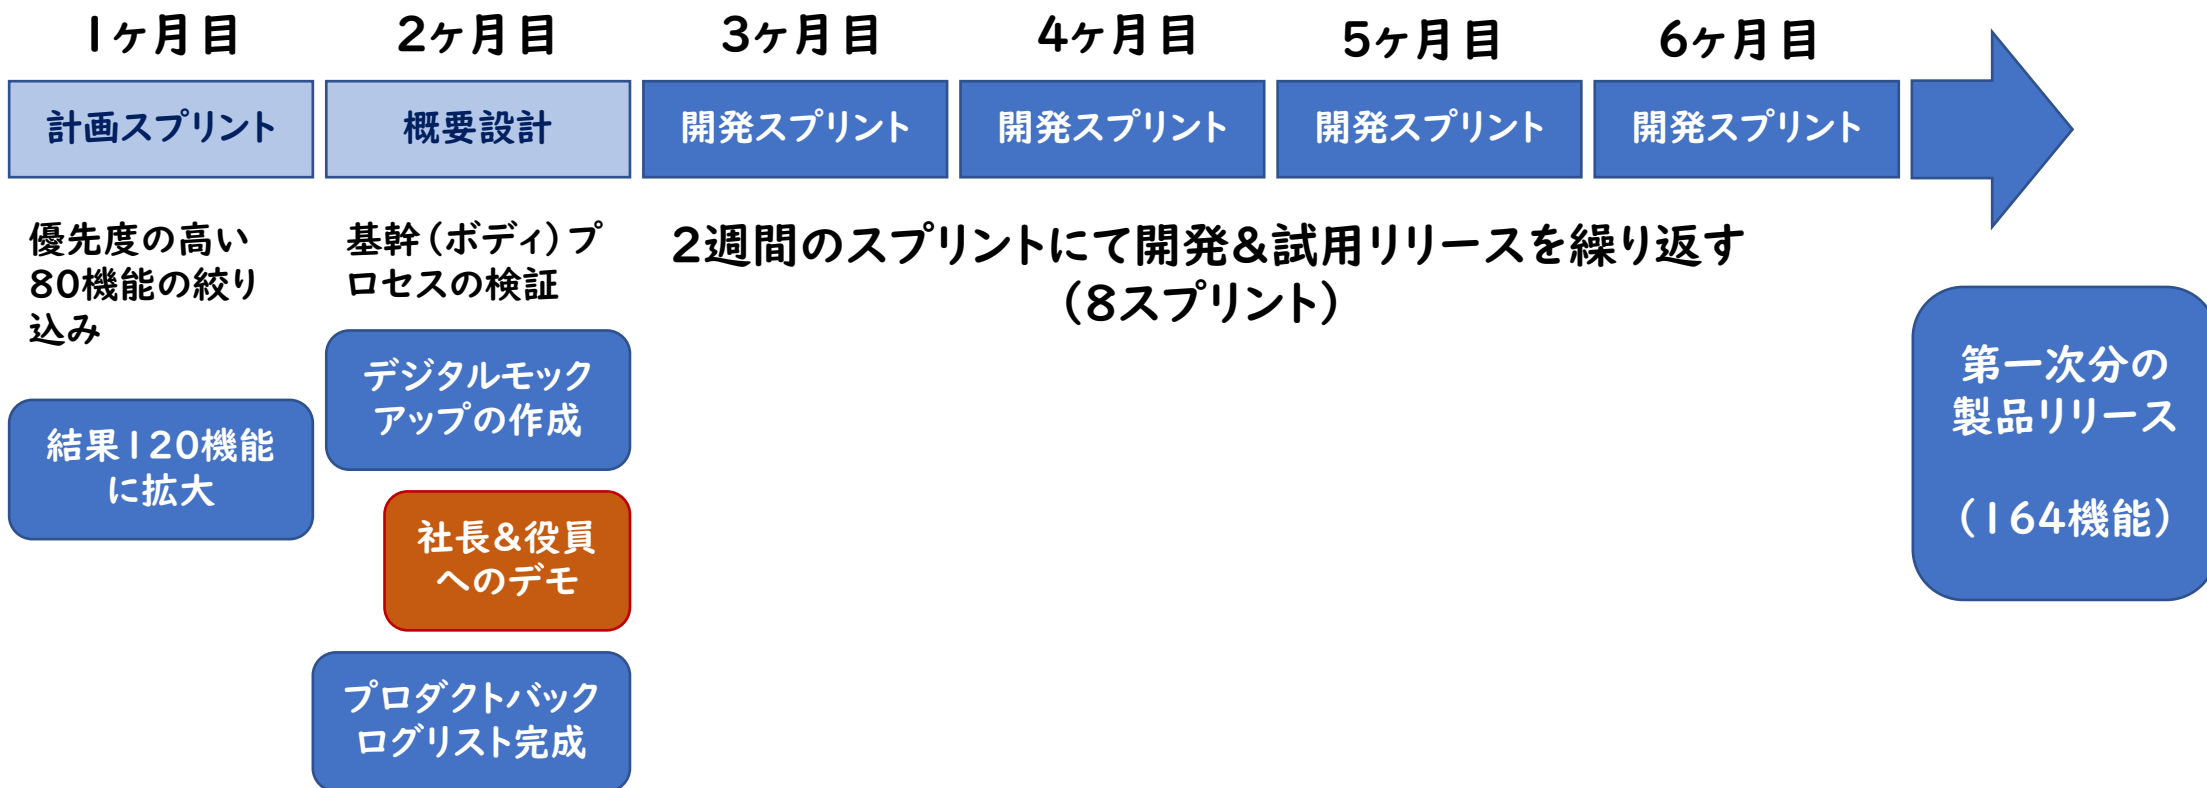 1ヶ月目
2ヶ月目
3ヶ月目
4ヶ月目
5ヶ月目
6ヶ月目
計画スプリント
概要設計
開発スプリント
開発スプリント
開発スプリント
開発スプリント
優先度の高い
80機能の絞り
込み
結果120機能
に拡大
基幹(ボディ)プ
ロセスの検証
デジタルモック
アップの作成
社長&役員
へのデモ
プロダクトバック
ログリスト完成
2週間のスプリントにて開発&試用リリースを繰り返す
(8スプリント)
第一次分の
製品リリース
(164機能)